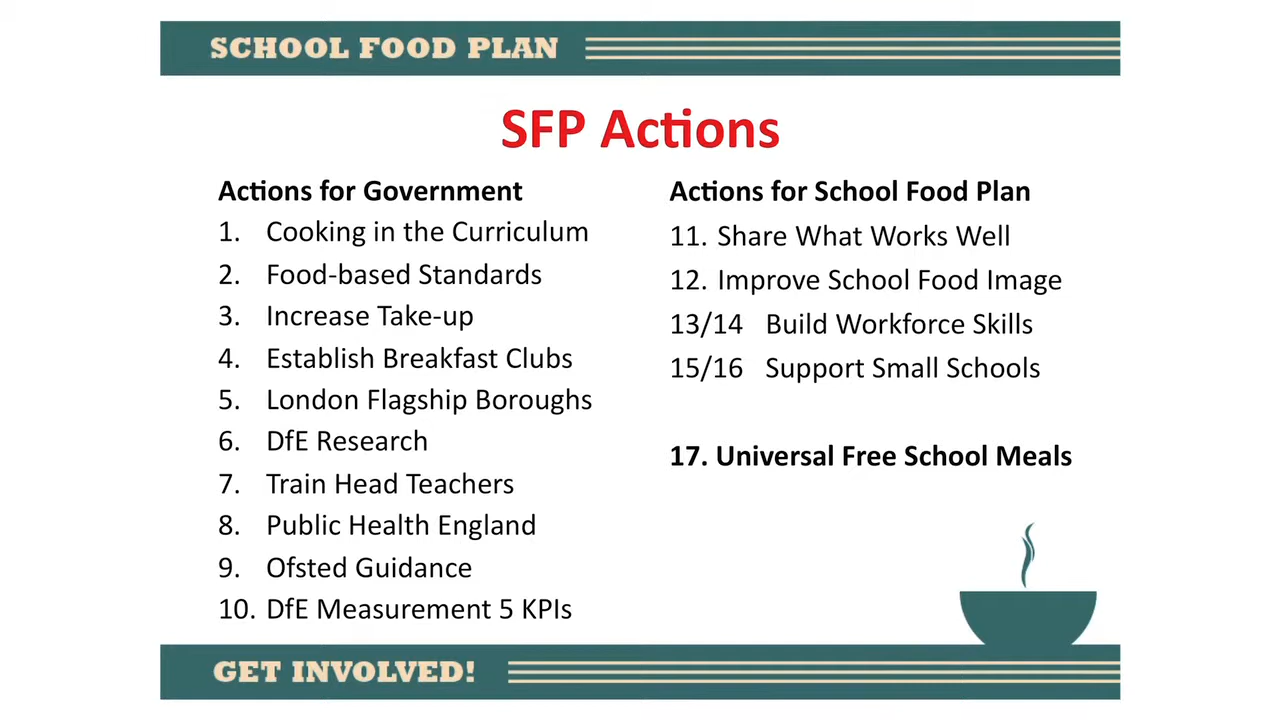 SCHOOL FOOD PLAN
SFP Actions
Actions for Government
1. Cooking in the Curriculum
2. Food-based Standards
3. Increase Take-up
4. Establish Breakfast Clubs
5. London Flagship Boroughs
6. DfE Research
7. Train Head Teachers
8. Public Health England
9. Ofsted Guidance
10. DfE Measurement 5 KPIs
Actions for School Food Plan
11. Share What Works Well
12. Improve School Food Image
13/14 Build Workforce Skills
15/16 Support Small Schools
17. Universal Free School Meals
GET INVOLVED!